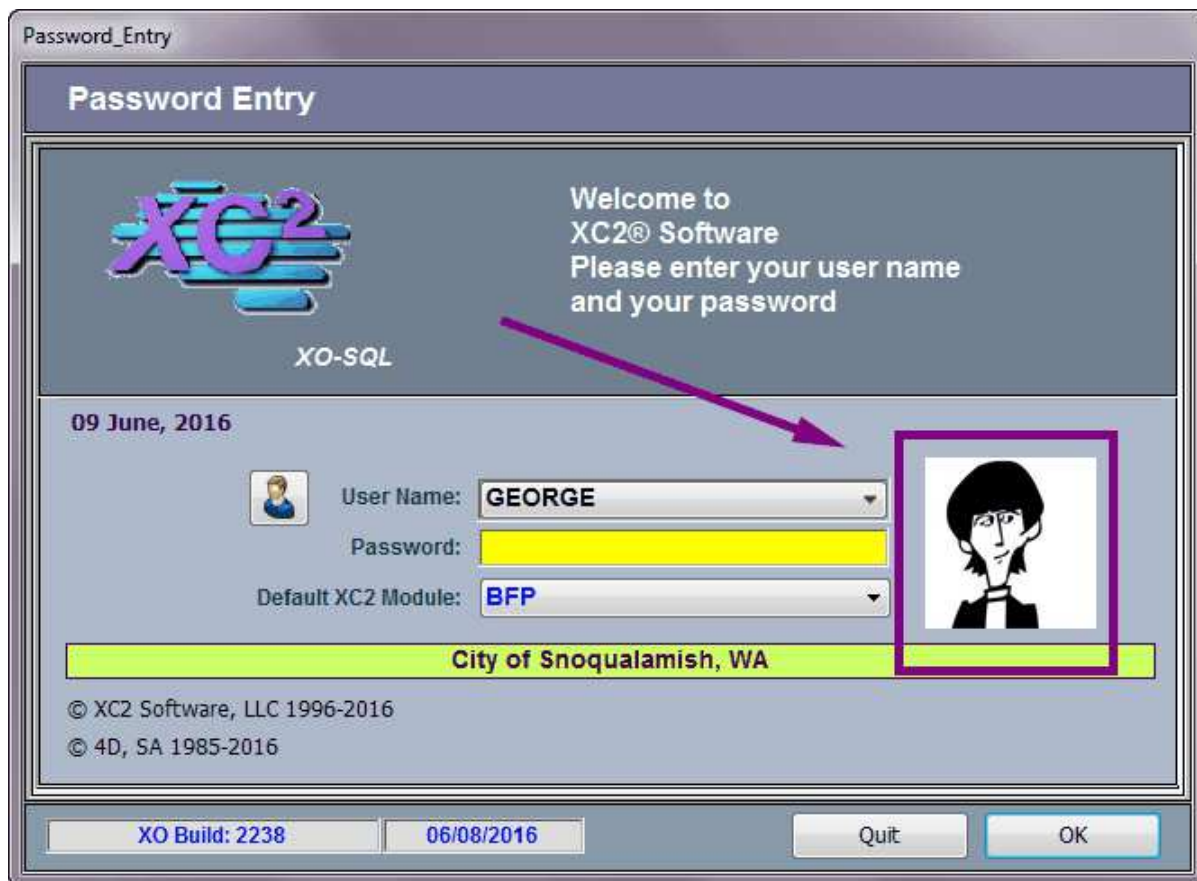 Password_Entry
Password Entry
XC2
XO-SQL
Welcome to
XC2® Software
Please enter your user name
and your password
09 June, 2016
User Name: GEORGE
Password:
Default XC2 Module: BFP
City of Snoqualamish, WA
© XC2 Software, LLC 1996-2016
© 4D, SA 1985-2016
XO Build: 2238 06/08/2016 Quit OK